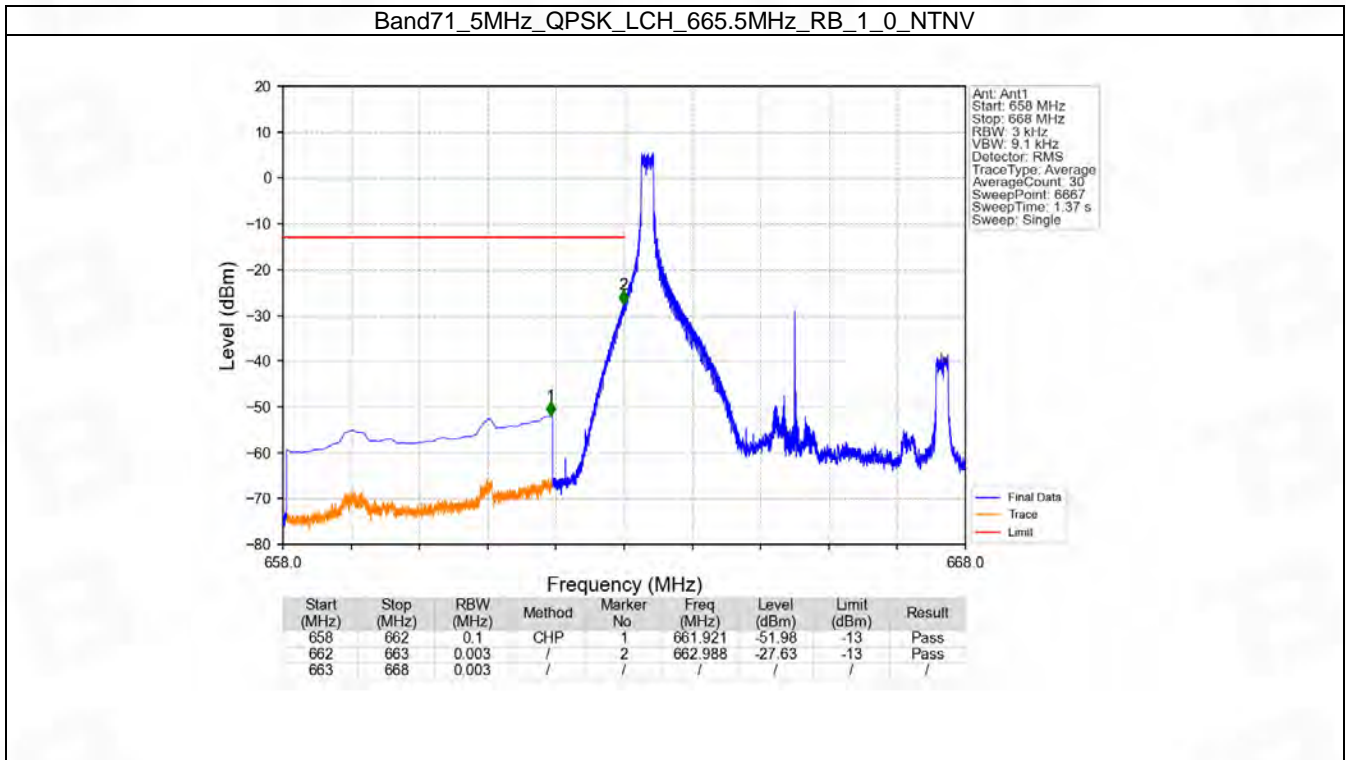 Band71_5MHz_QPSK_LCH_665.5MHz_RB_1_0_NTNV
Ant: Ant1
Start: 658 MHz
Stop: 668 MHz
RBW: 3 kHz
VBW: 9.1 kHz
Detector: RMS
TraceType: Average
AverageCount: 30
SweepPoint: 6667
SweepTime: 1.37 s
Sweep: Single
20
10
0
−10
−20
−30
−40
−50
−60
−70
−80
Level (dBm)
1
2
Final Data
Trace
Limit
658.0
668.0
Frequency (MHz)
Start (MHz) Stop (MHz) RBW (MHz) Method Marker No Freq (MHz) Level (dBm) Limit (dBm) Result
658 662 0.1 CHP 1 661.921 -51.98 -13 Pass
662 663 0.003 / 2 662.988 -27.63 -13 Pass
663 668 0.003 / / / / / /